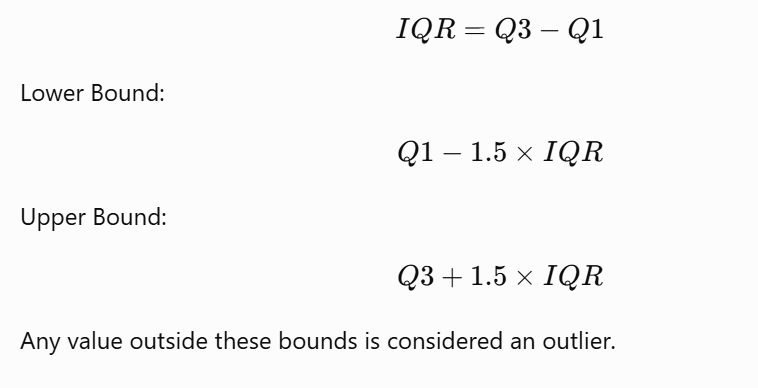 IQR = Q3 − Q1
Lower Bound:
Q1 − 1.5 × IQR
Upper Bound:
Q3 + 1.5 × IQR
Any value outside these bounds is considered an outlier.